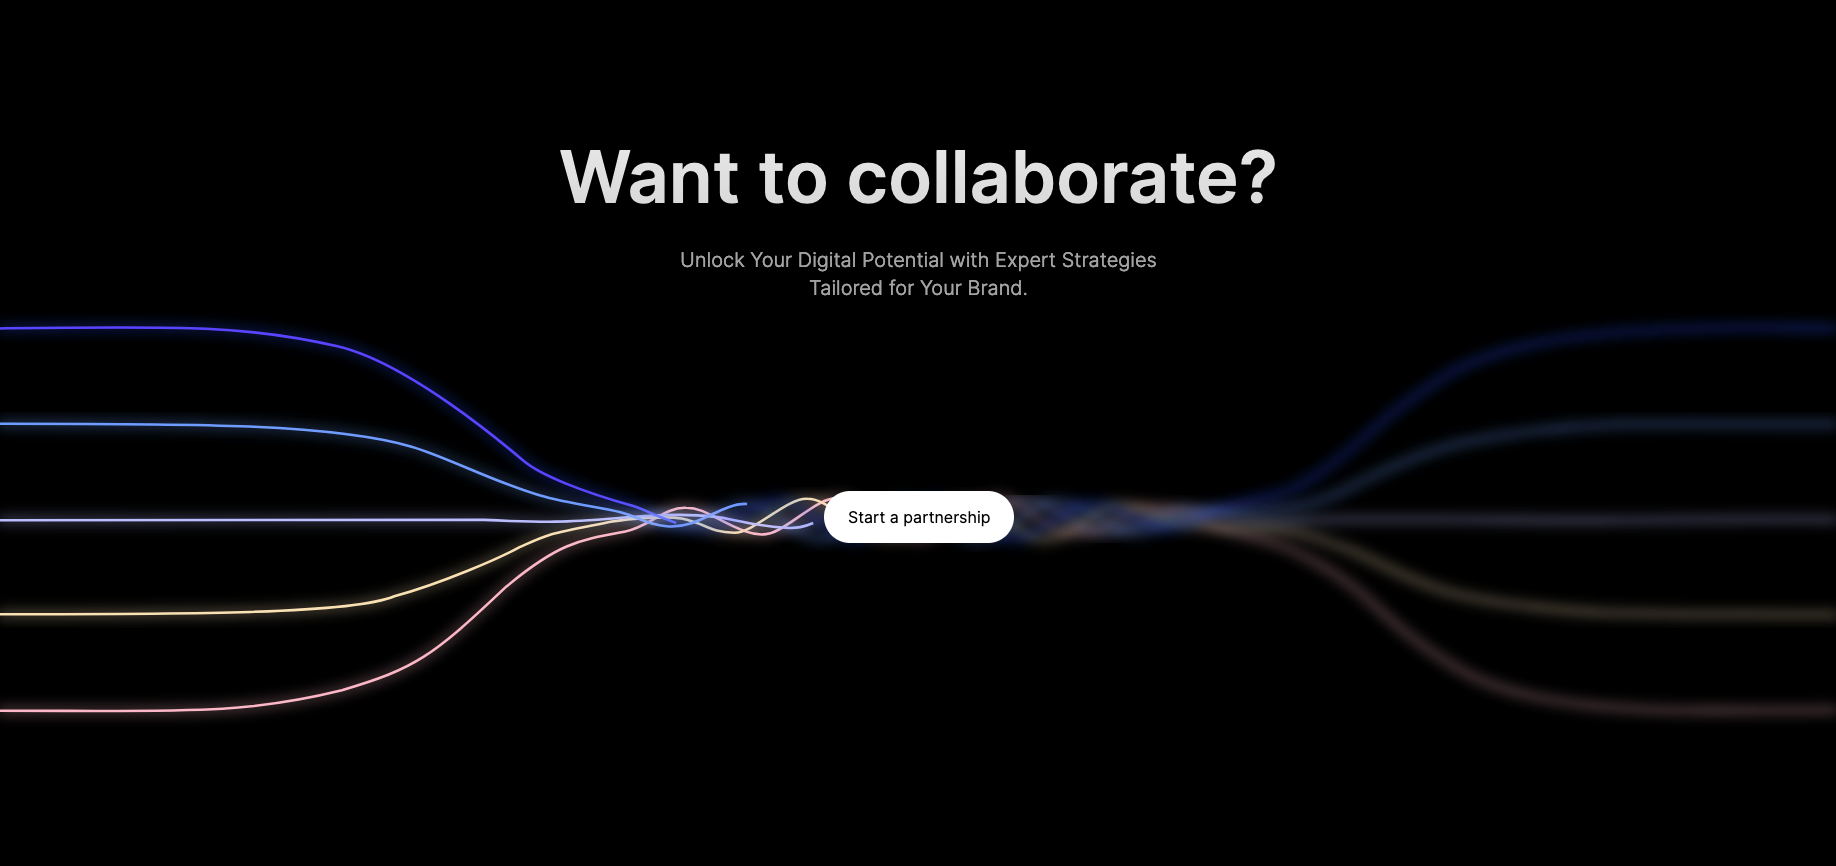 Want to collaborate?
Unlock Your Digital Potential with Expert Strategies
Tailored for Your Brand.
Start a partnership